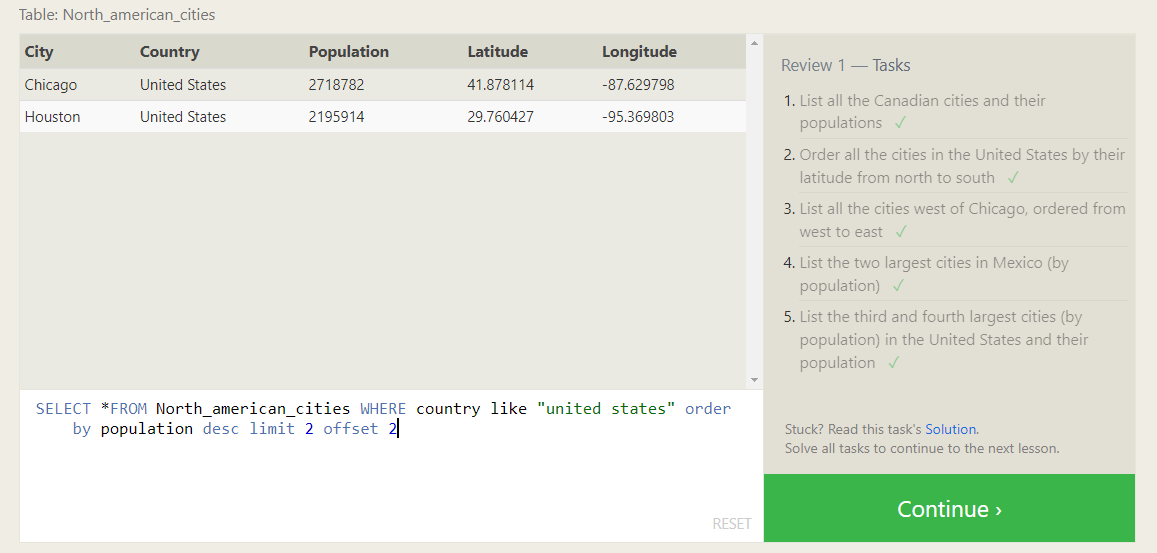 Table: North_american_cities
City Country Population Latitude Longitude
Chicago United States 2718782 41.878114 -87.629798
Houston United States 2195914 29.760427 -95.369803
SELECT *FROM North_american_cities WHERE country like "united states" order
by population desc limit 2 offset 2
RESET
Review 1 — Tasks
1. List all the Canadian cities and their
populations ✓
2. Order all the cities in the United States by their
latitude from north to south ✓
3. List all the cities west of Chicago, ordered from
west to east ✓
4. List the two largest cities in Mexico (by
population) ✓
5. List the third and fourth largest cities (by
population) in the United States and their
population ✓
Stuck? Read this task's Solution.
Solve all tasks to continue to the next lesson.
Continue ›